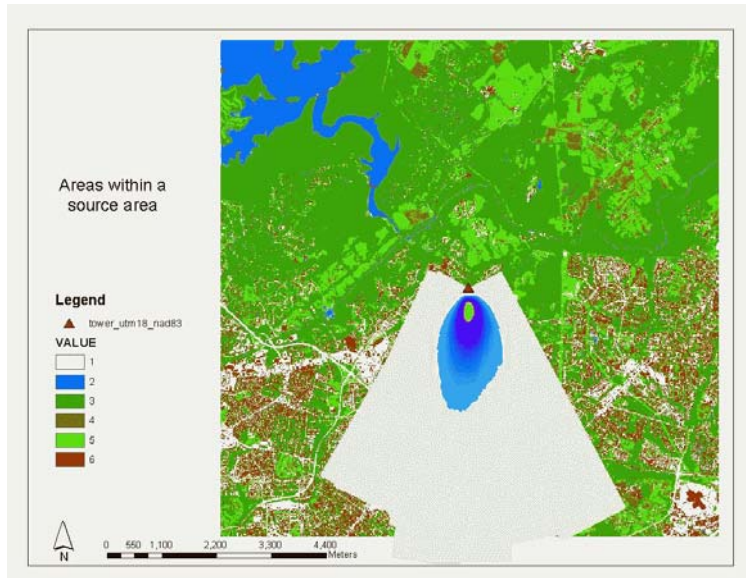 Areas within a
source area
Legend
tower_utm18_nad83
VALUE
1
2
3
4
5
6
N
0 550 1,100 2,200 3,300 4,400
Meters